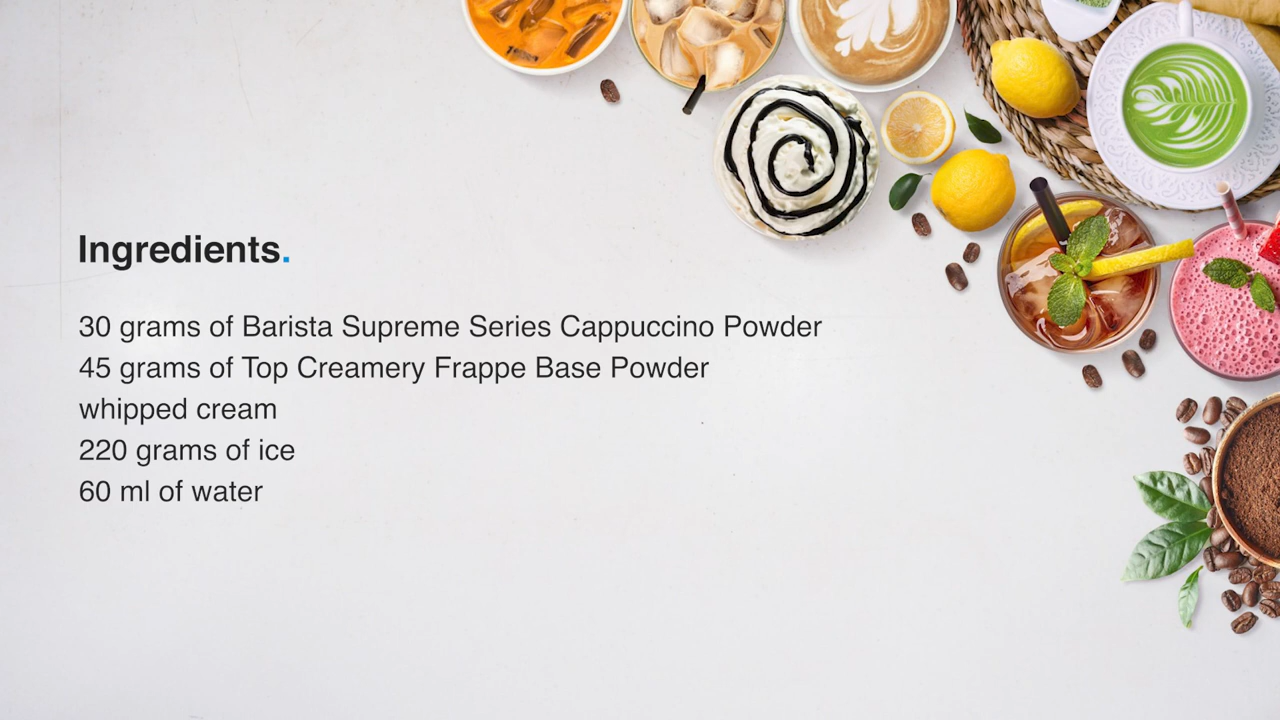 Ingredients.
30 grams of Barista Supreme Series Cappuccino Powder
45 grams of Top Creamery Frappe Base Powder
whipped cream
220 grams of ice
60 ml of water